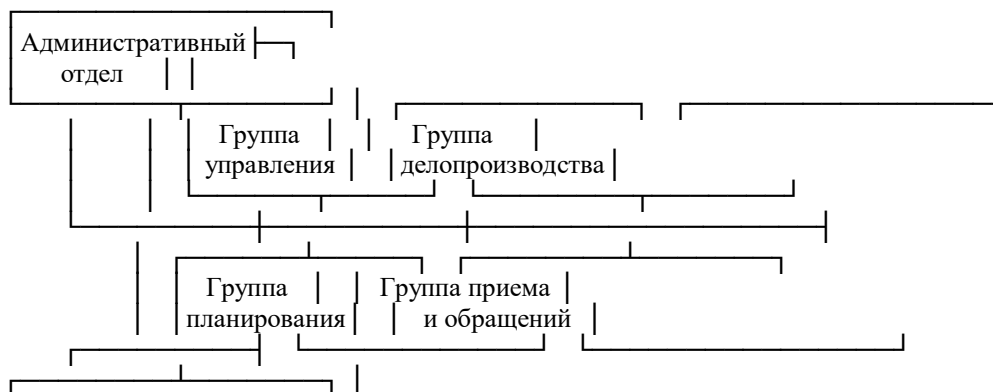 Административный
отдел
Группа Группа
управления делопроизводства
Группа Группа приема
планирования и обращений